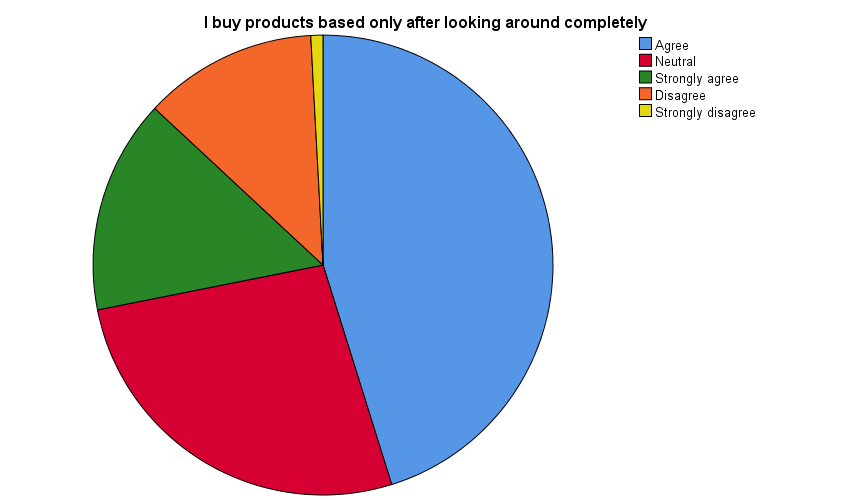 I buy products based only after looking around completely
Agree
Neutral
Strongly agree
Disagree
Strongly disagree